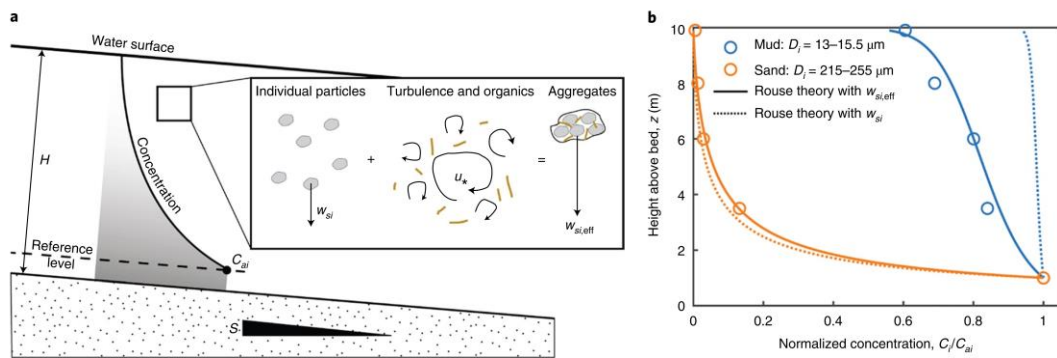 a
Water surface
H
Concentration
Reference
level
C_ai
S
Individual particles
w_si
+
Turbulence and organics
u_*
=
Aggregates
w_si,eff
b
Height above bed, z (m)
10
8
6
4
2
0
Mud: D_i = 13–15.5 μm
Sand: D_i = 215–255 μm
Rouse theory with w_si,eff
Rouse theory with w_si
0
0.2
0.4
0.6
0.8
1
Normalized concentration, C_i/C_ai